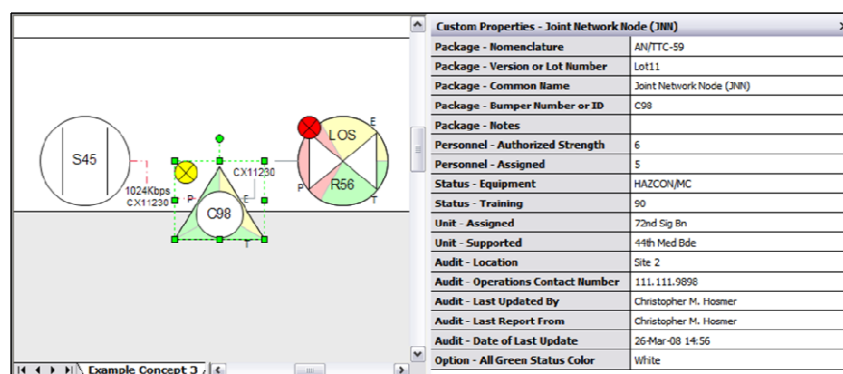 S45
1024Kbps
CX11230
CX11230
P
E
C98
T
LOS
E
P
R56
T
Example Concept 3
Custom Properties - Joint Network Node (JNN)
Package - Nomenclature AN/TTC-59
Package - Version or Lot Number Lot11
Package - Common Name Joint Network Node (JNN)
Package - Bumper Number or ID C98
Package - Notes
Personnel - Authorized Strength 6
Personnel - Assigned 5
Status - Equipment HAZCON/MC
Status - Training 90
Unit - Assigned 72nd Sig Bn
Unit - Supported 44th Med Bde
Audit - Location Site 2
Audit - Operations Contact Number 111.111.9898
Audit - Last Updated By Christopher M. Hosmer
Audit - Last Report From Christopher M. Hosmer
Audit - Date of Last Update 26-Mar-08 14:56
Option - All Green Status Color White